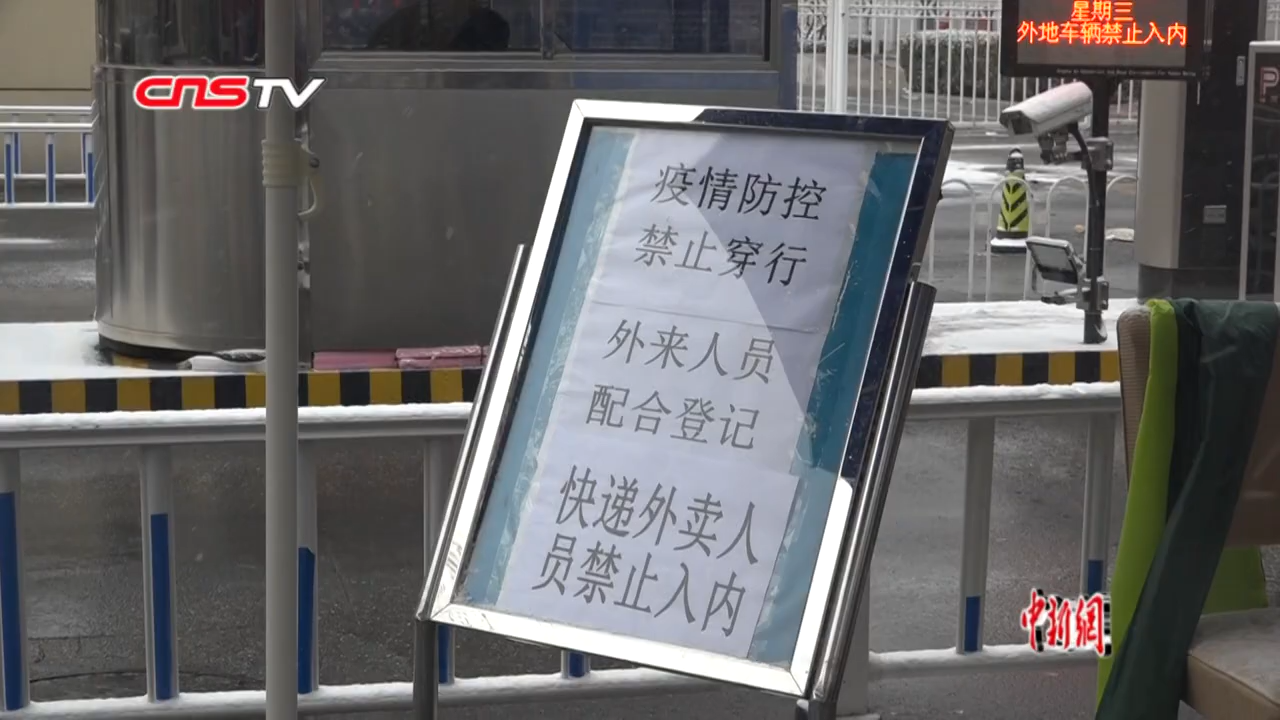 星期三
外地车辆禁止入内
CNSTV
P
疫情防控
禁止穿行
外来人员
配合登记
快递外卖人
员禁止入内
中新網